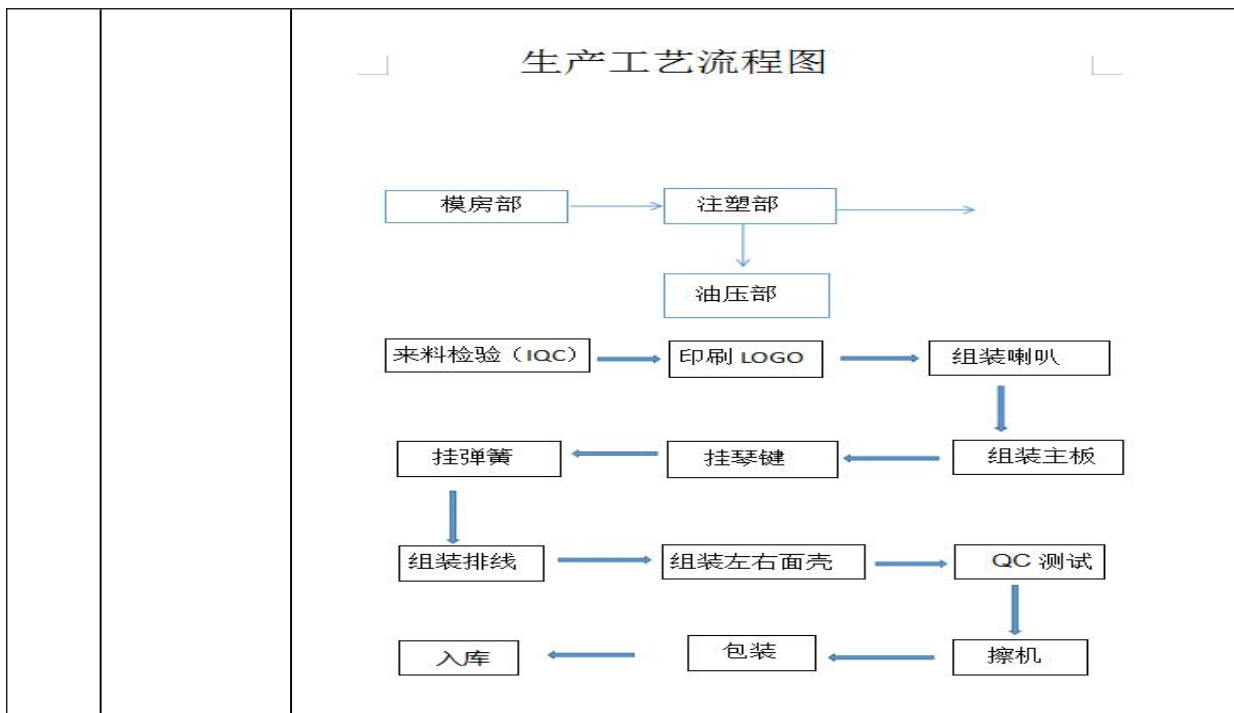 生产工艺流程图
模房部 注塑部
油压部
来料检验（IQC） 印刷 LOGO 组装喇叭
挂弹簧 挂琴键 组装主板
组装排线 组装左右面壳 QC 测试
入库 包装 擦机